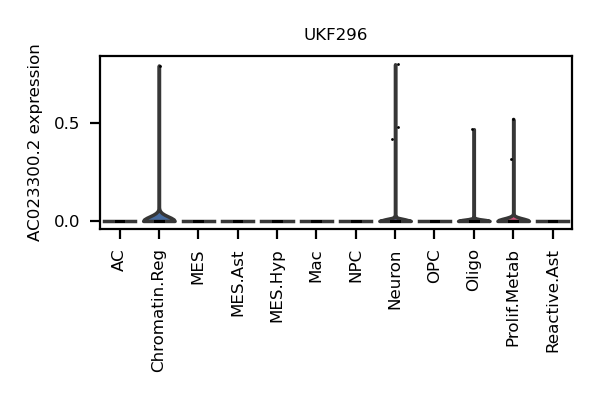 UKF296
AC023300.2 expression
0.5
0.0
AC
Chromatin.Reg
MES
MES.Ast
MES.Hyp
Mac
NPC
Neuron
OPC
Oligo
Prolif.Metab
Reactive.Ast